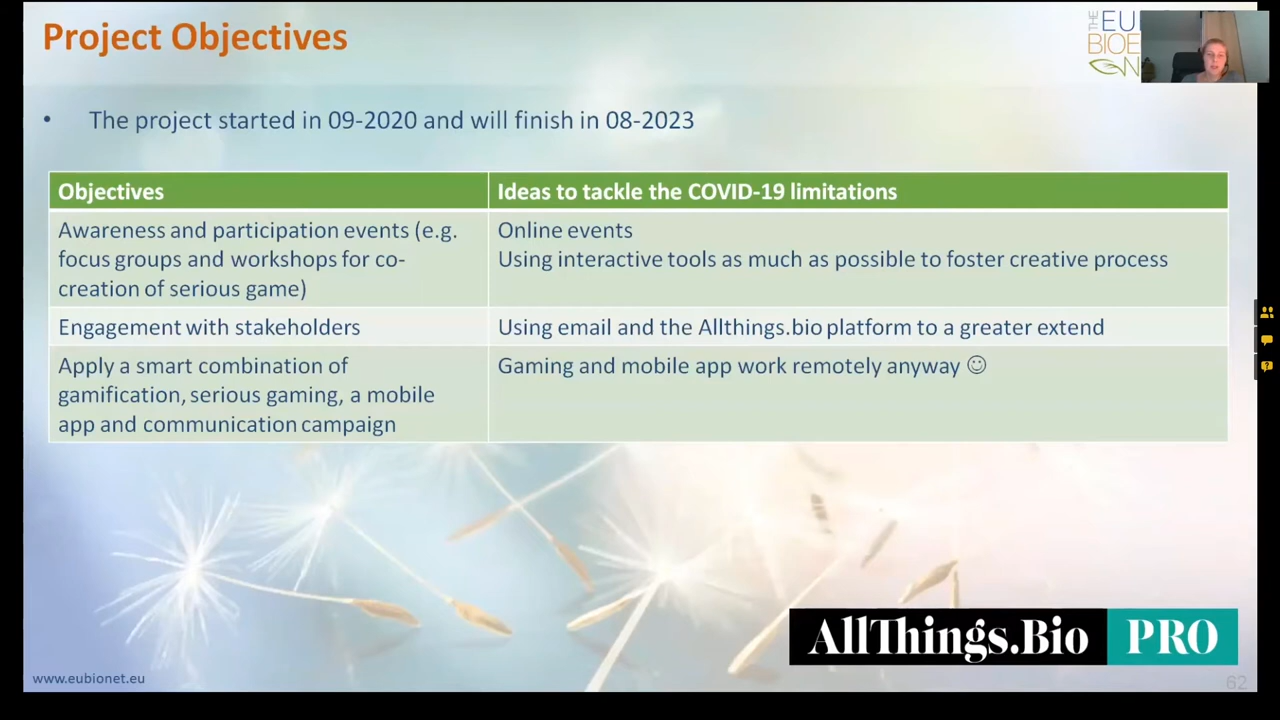 Project Objectives
THE EU
BIOE
N
• The project started in 09-2020 and will finish in 08-2023
Objectives
Ideas to tackle the COVID-19 limitations
Awareness and participation events (e.g.
focus groups and workshops for co-
creation of serious game)
Online events
Using interactive tools as much as possible to foster creative process
Engagement with stakeholders
Using email and the Allthings.bio platform to a greater extend
Apply a smart combination of
gamification, serious gaming, a mobile
app and communication campaign
Gaming and mobile app work remotely anyway ☺
AllThings.Bio PRO
www.eubionet.eu
62